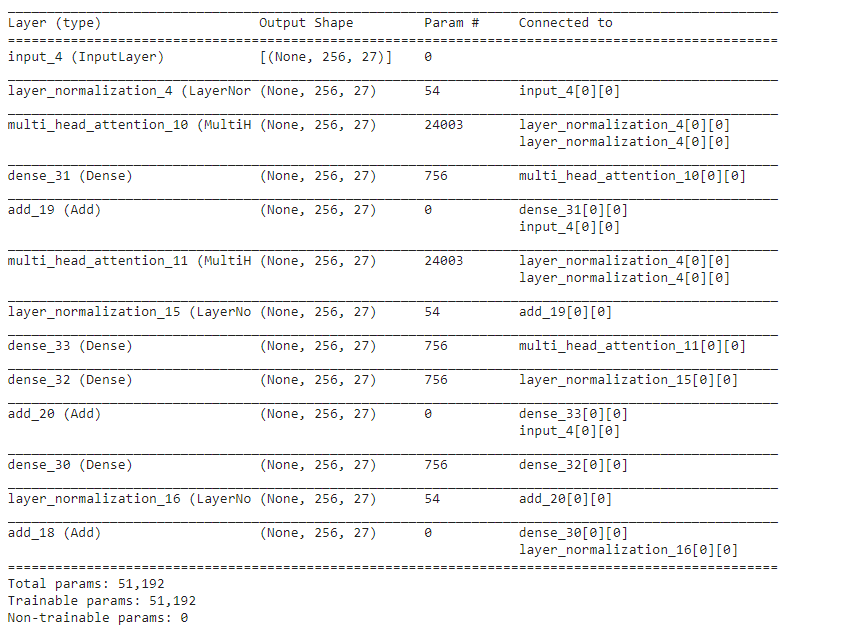 Layer (type) Output Shape Param # Connected to
input_4 (InputLayer) [(None, 256, 27)] 0
layer_normalization_4 (LayerNor (None, 256, 27) 54 input_4[0][0]
multi_head_attention_10 (MultiH (None, 256, 27) 24003 layer_normalization_4[0][0]
layer_normalization_4[0][0]
dense_31 (Dense) (None, 256, 27) 756 multi_head_attention_10[0][0]
add_19 (Add) (None, 256, 27) 0 dense_31[0][0]
input_4[0][0]
multi_head_attention_11 (MultiH (None, 256, 27) 24003 layer_normalization_4[0][0]
layer_normalization_4[0][0]
layer_normalization_15 (LayerNo (None, 256, 27) 54 add_19[0][0]
dense_33 (Dense) (None, 256, 27) 756 multi_head_attention_11[0][0]
dense_32 (Dense) (None, 256, 27) 756 layer_normalization_15[0][0]
add_20 (Add) (None, 256, 27) 0 dense_33[0][0]
input_4[0][0]
dense_30 (Dense) (None, 256, 27) 756 dense_32[0][0]
layer_normalization_16 (LayerNo (None, 256, 27) 54 add_20[0][0]
add_18 (Add) (None, 256, 27) 0 dense_30[0][0]
layer_normalization_16[0][0]
Total params: 51,192
Trainable params: 51,192
Non-trainable params: 0